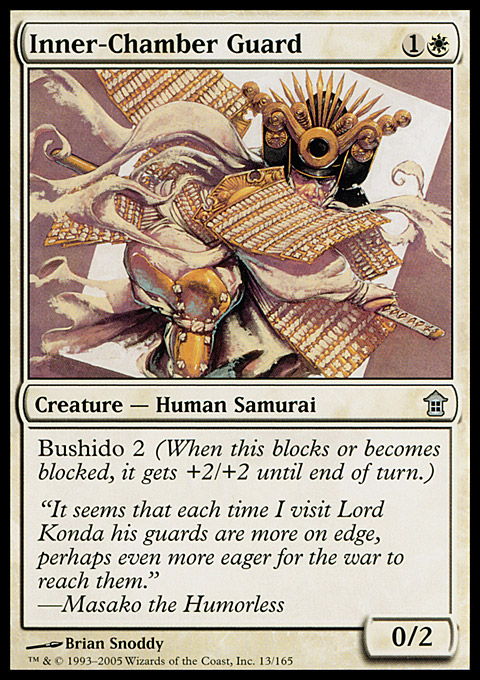 Inner-Chamber Guard 1
Creature — Human Samurai
Bushido 2 (When this blocks or becomes
blocked, it gets +2/+2 until end of turn.)
“It seems that each time I visit Lord
Konda his guards are more on edge,
perhaps even more eager for the war to
reach them.”
—Masako the Humorless
Brian Snoddy
0/2
™ & © 1993–2005 Wizards of the Coast, Inc. 13/165